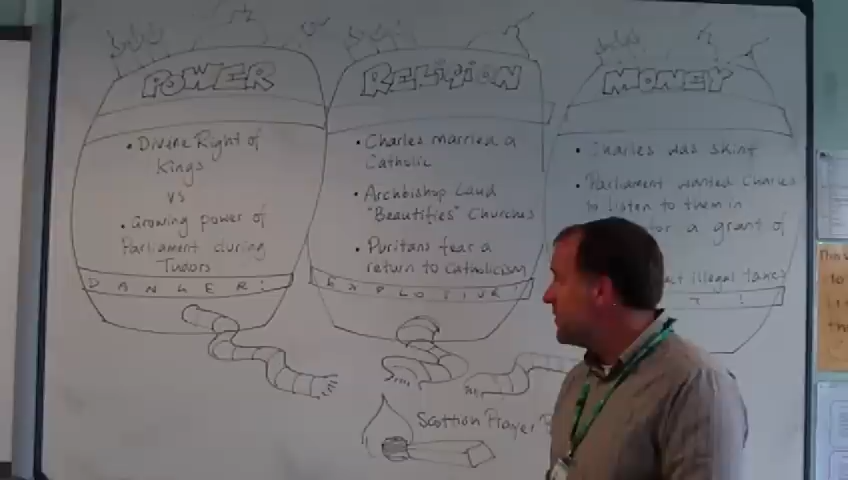 POWER
• Divine Right of
Kings
vs
• Growing power of
Parliament during
Tudors
DANGER!
RELIGION
• Charles married a
Catholic
• Archbishop Laud
"Beautifies" Churches
• Puritans fear a
return to Catholicism
EXPLOSIVE!
MONEY
• Charles was skint
• Parliament wanted Charles
to listen to them in
for a grant of
illegal taxes
Prayer